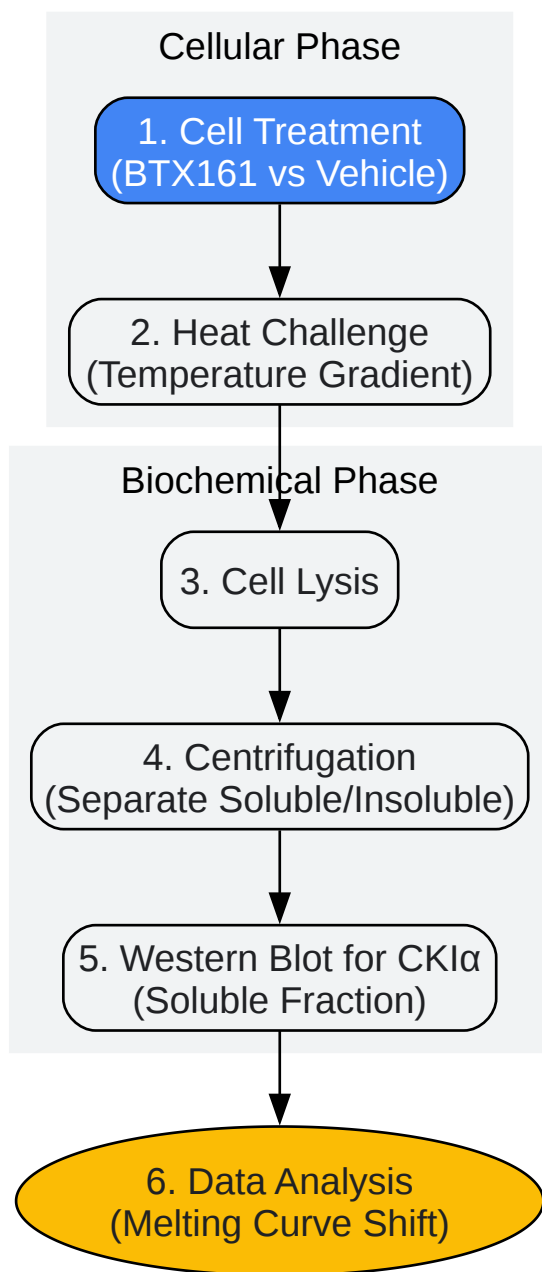 Cellular Phase
1. Cell Treatment
(BTX161 vs Vehicle)
2. Heat Challenge
(Temperature Gradient)
Biochemical Phase
3. Cell Lysis
4. Centrifugation
(Separate Soluble/Insoluble)
5. Western Blot for CKIα
(Soluble Fraction)
6. Data Analysis
(Melting Curve Shift)